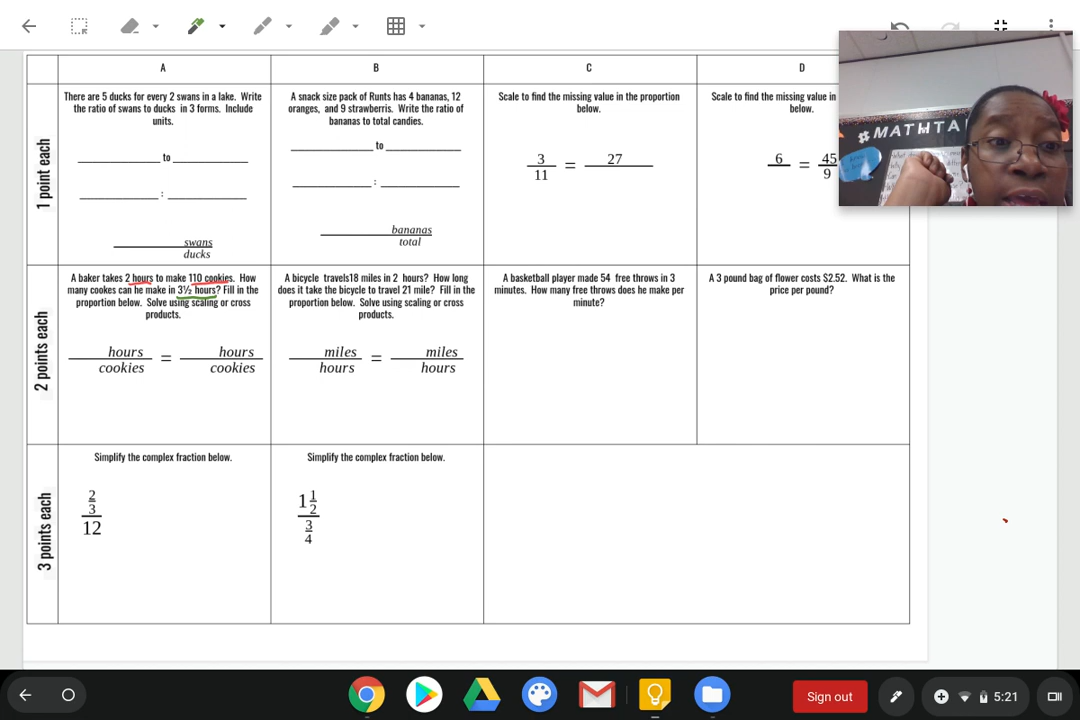 A
B
C
D
1 point each
There are 5 ducks for every 2 swans in a lake. Write
the ratio of swans to ducks in 3 forms. Include
units.
____ to ____
____ : ____
swans
ducks
A snack size pack of Runts has 4 bananas, 12
oranges, and 9 strawberris. Write the ratio of
bananas to total candies.
____ to ____
____ : ____
bananas
total
Scale to find the missing value in the proportion
below.
3/11 = 27/
Scale to find the missing value in
below.
6/ = 45/9
#MATHTA
2 points each
A baker takes 2 hours to make 110 cookies. How
many cookes can he make in 3½ hours? Fill in the
proportion below. Solve using scaling or cross
products.
hours = hours
cookies cookies
A bicycle travels18 miles in 2 hours? How long
does it take the bicycle to travel 21 mile? Fill in the
proportion below. Solve using scaling or cross
products.
miles = miles
hours hours
A basketball player made 54 free throws in 3
minutes. How many free throws does he make per
minute?
A 3 pound bag of flower costs $2.52. What is the
price per pound?
3 points each
Simplify the complex fraction below.
2/3
12
Simplify the complex fraction below.
1 1/2
3/4
Sign out
5:21